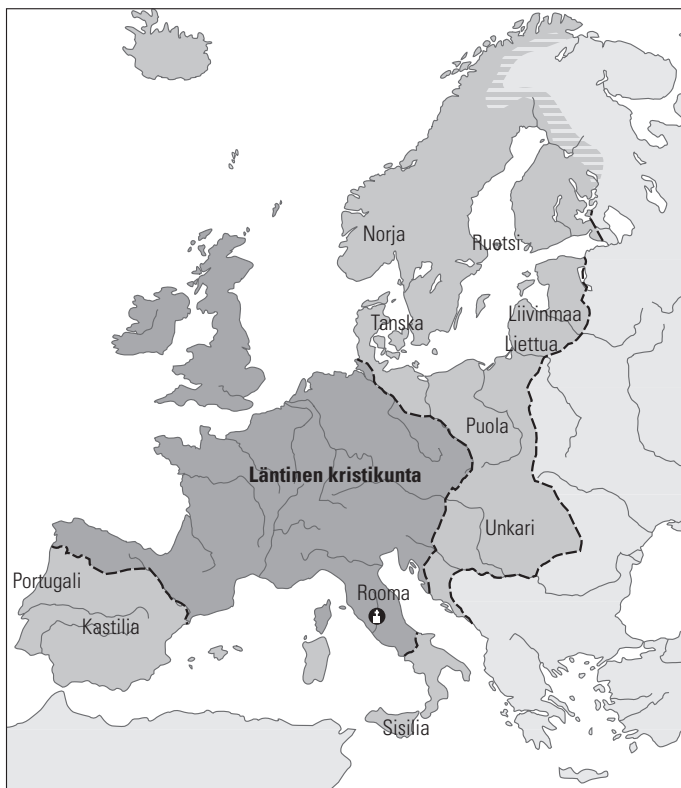 Norja
Ruotsi
Tanska
Liivinmaa
Liettua
Puola
Läntinen kristikunta
Unkari
Portugali
Rooma
Kastilia
Sisilia